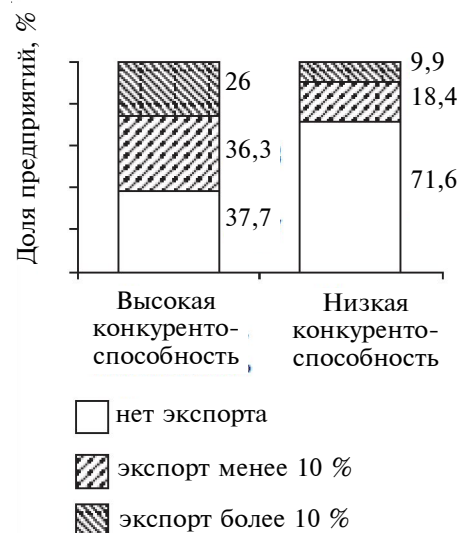 Доля предприятий, %
26
36,3
37,7
9,9
18,4
71,6
Высокая
конкуренто-
способность
Низкая
конкуренто-
способность
нет экспорта
экспорт менее 10 %
экспорт более 10 %